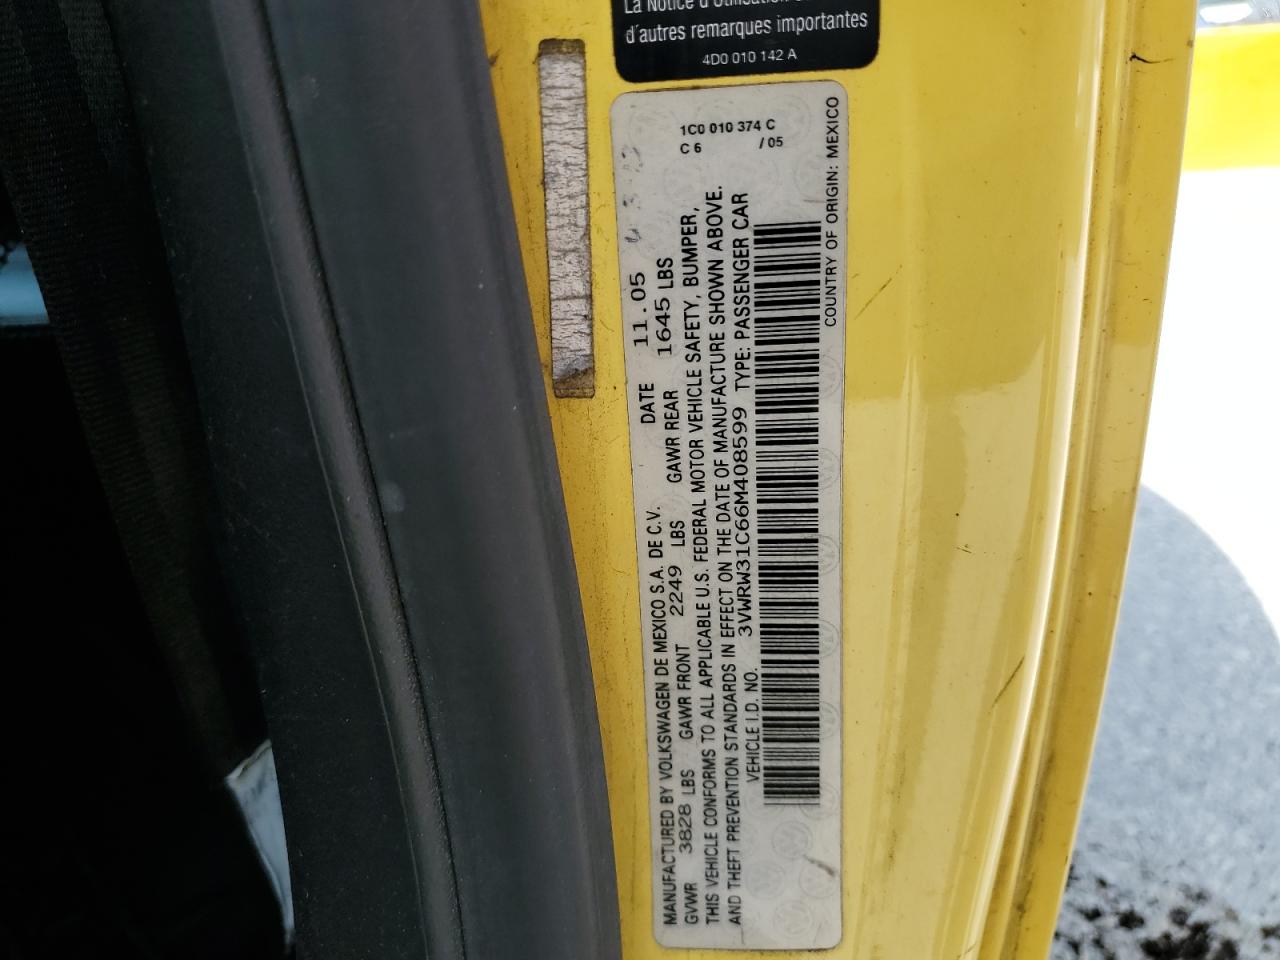 La Notice d'Utilisation
d'autres remarques importantes
4D0 010 142 A
1C0 010 374 C
C 6 / 05
MANUFACTURED BY VOLKSWAGEN DE MEXICO S.A. DE C.V. DATE 11.05
GVWR 3828 LBS GAWR FRONT 2249 LBS GAWR REAR 1645 LBS
THIS VEHICLE CONFORMS TO ALL APPLICABLE U.S. FEDERAL MOTOR VEHICLE SAFETY, BUMPER,
AND THEFT PREVENTION STANDARDS IN EFFECT ON THE DATE OF MANUFACTURE SHOWN ABOVE.
VEHICLE I.D. NO. 3VWRW31C66M408599 TYPE: PASSENGER CAR
COUNTRY OF ORIGIN: MEXICO